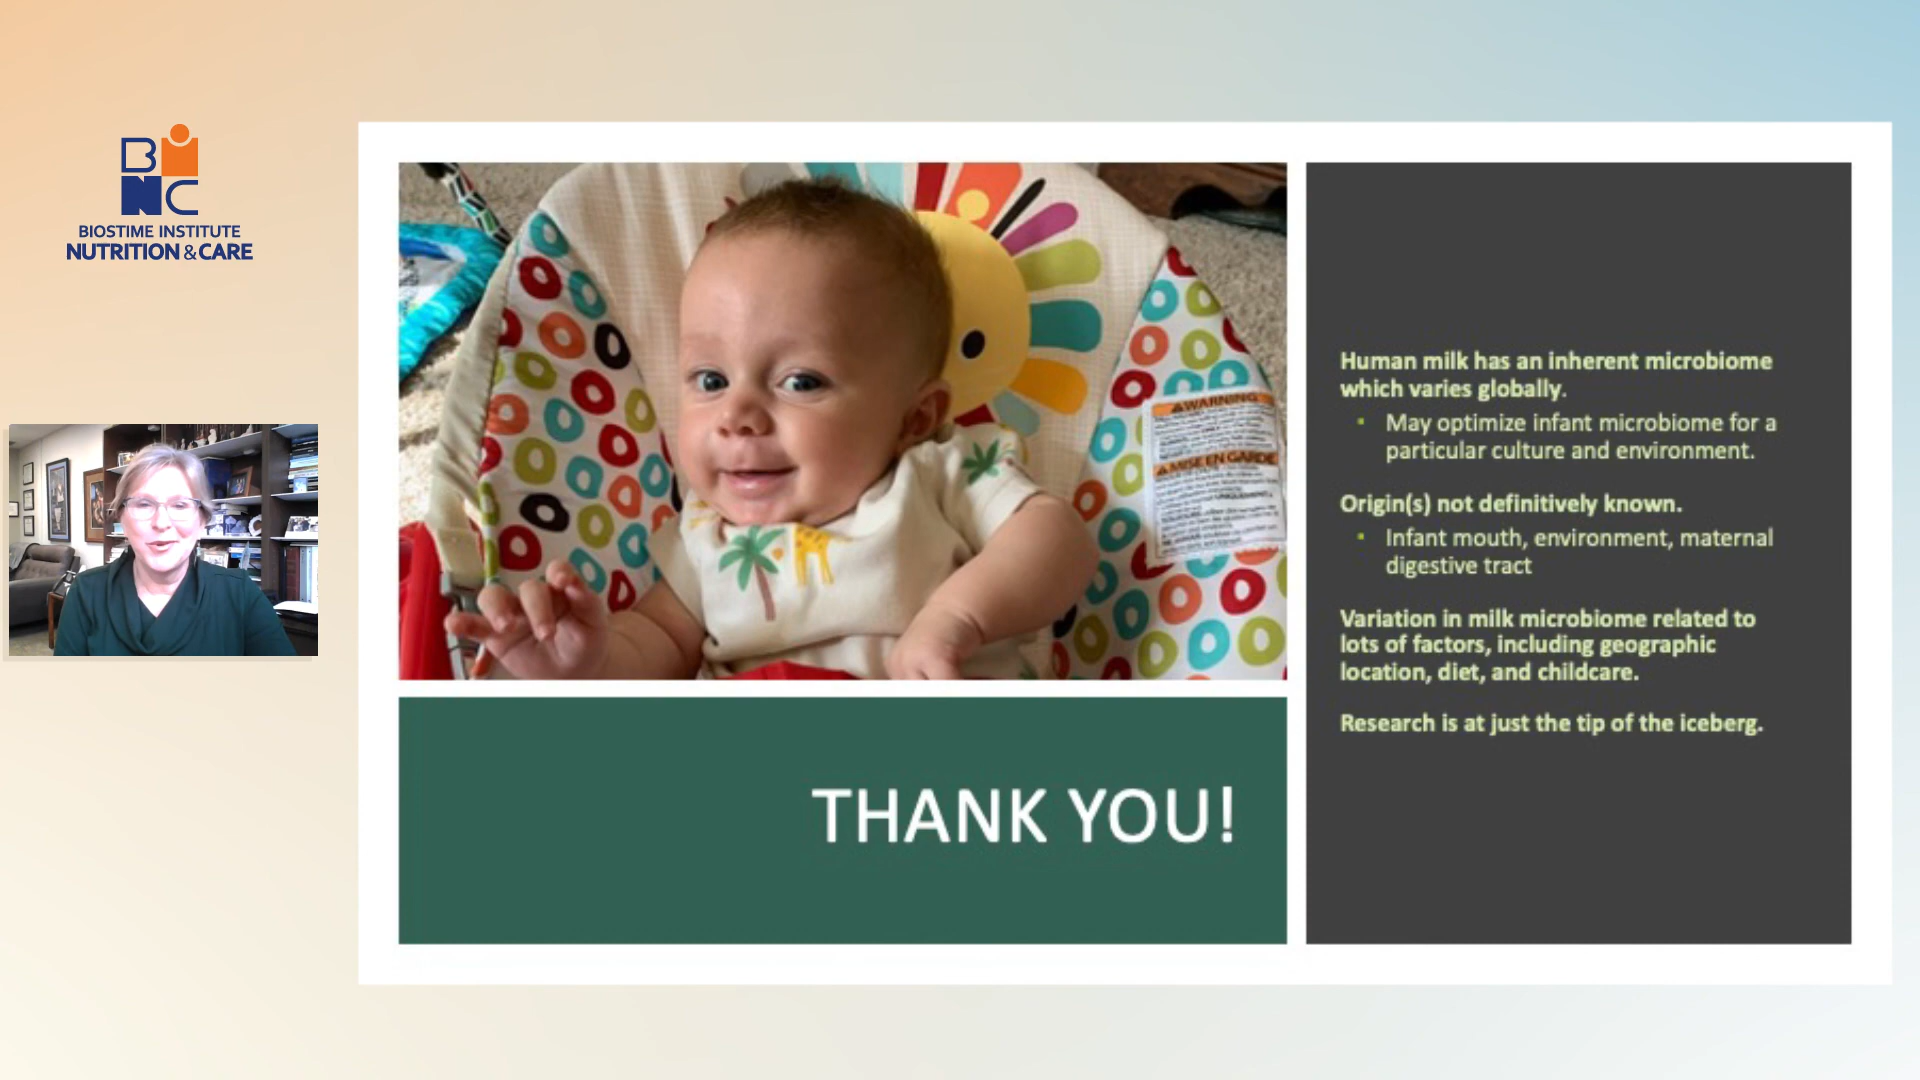 BINC
BIOSTIME INSTITUTE
NUTRITION & CARE
WARNING
MISE EN GARDE
THANK YOU!
Human milk has an inherent microbiome
which varies globally.
▪ May optimize infant microbiome for a
particular culture and environment.
Origin(s) not definitively known.
▪ Infant mouth, environment, maternal
digestive tract
Variation in milk microbiome related to
lots of factors, including geographic
location, diet, and childcare.
Research is at just the tip of the iceberg.